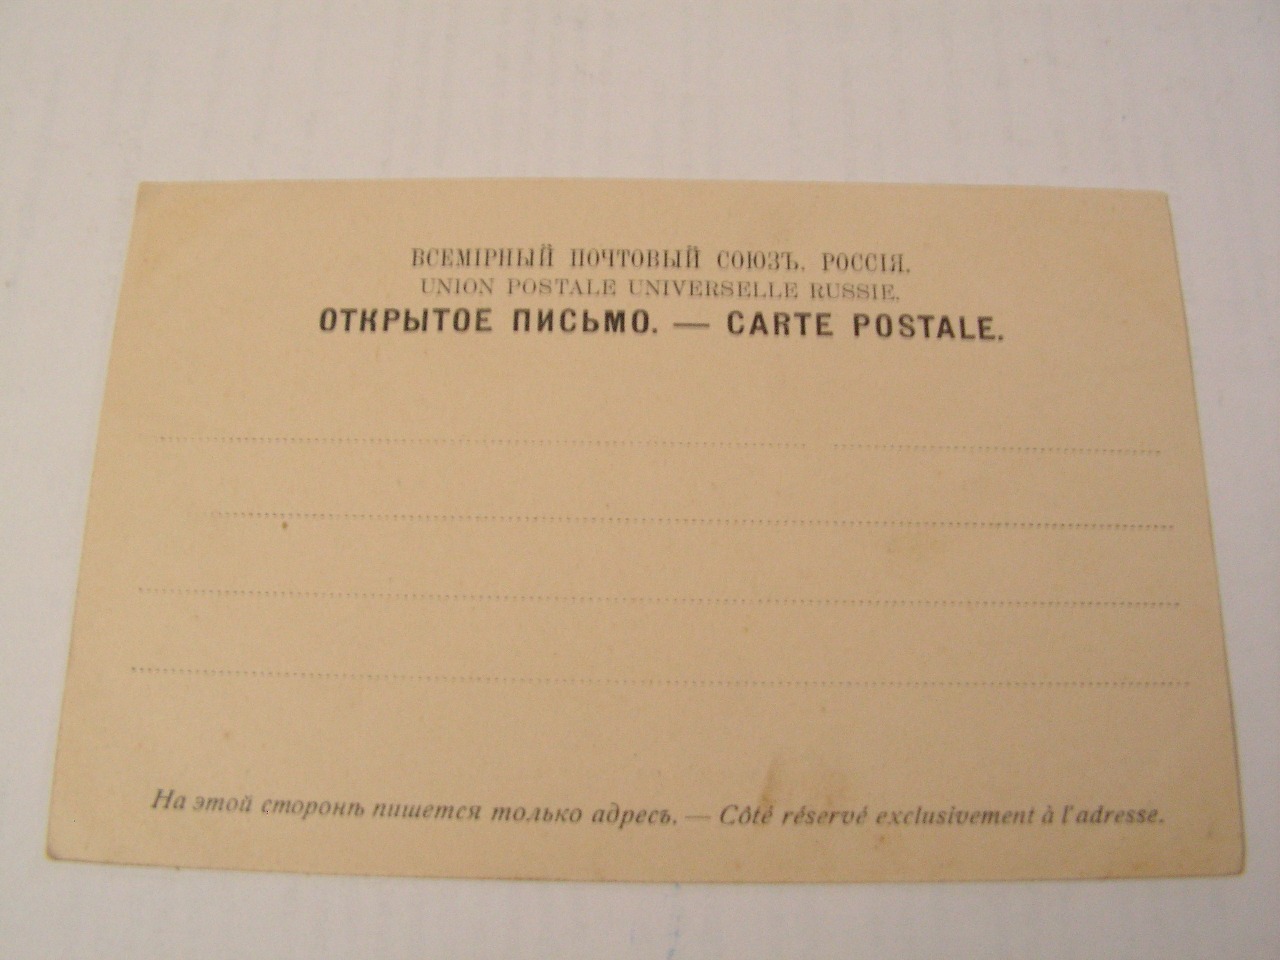 ВСЕМІРНЫЙ ПОЧТОВЫЙ СОЮЗЪ, РОССІЯ.
UNION POSTALE UNIVERSELLE RUSSIE.
ОТКРЫТОЕ ПИСЬМО. — CARTE POSTALE.
На этой сторонѣ пишется только адресъ. — Côté réservé exclusivement à l'adresse.